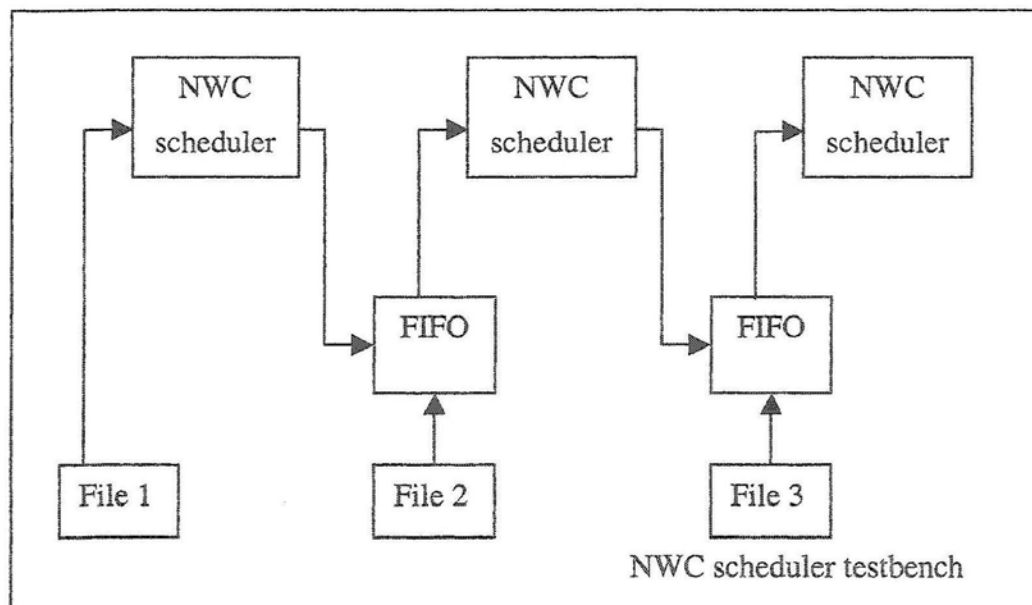 NWC
scheduler
NWC
scheduler
NWC
scheduler
FIFO
FIFO
File 1
File 2
File 3
NWC scheduler testbench